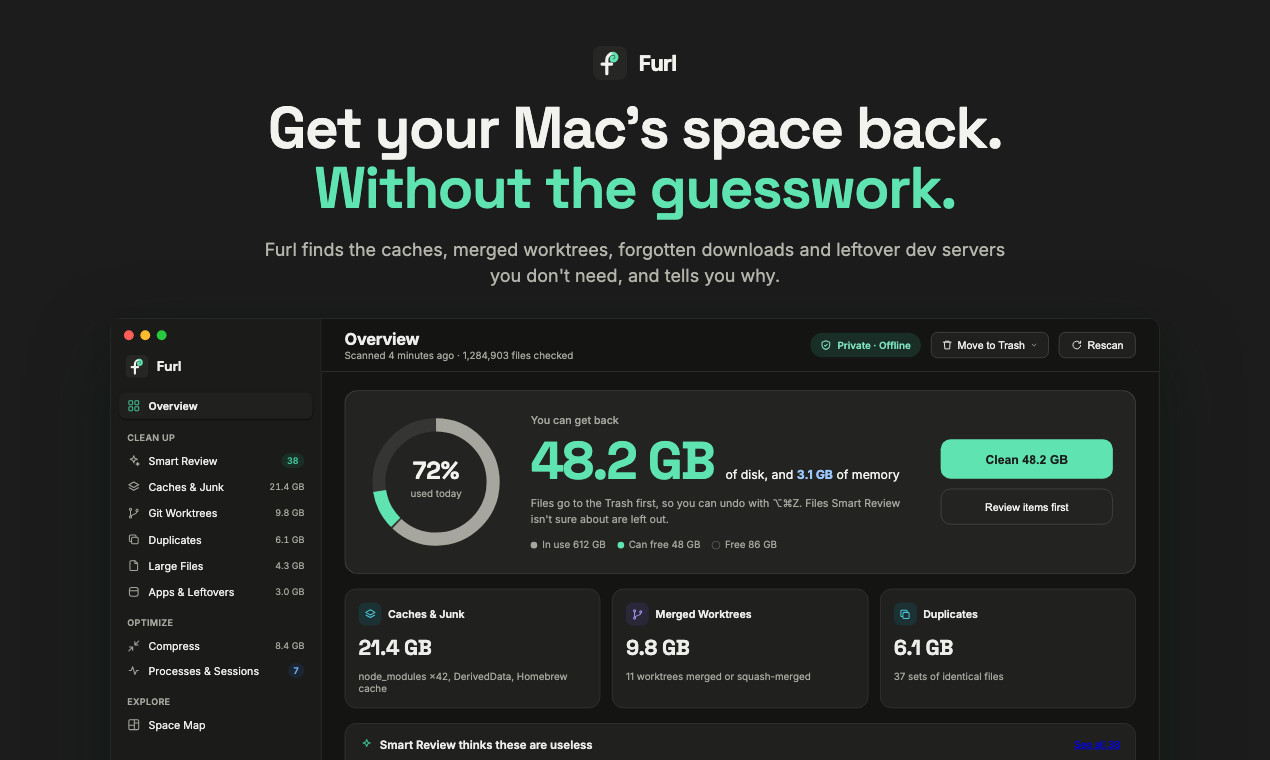 Furl
Get your Mac’s space back.
Without the guesswork.
Furl finds the caches, merged worktrees, forgotten downloads and leftover dev servers
you don't need, and tells you why.
Furl
Overview
CLEAN UP
Smart Review 38
Caches & Junk 21.4 GB
Git Worktrees 9.8 GB
Duplicates 6.1 GB
Large Files 4.3 GB
Apps & Leftovers 3.0 GB
OPTIMIZE
Compress 8.4 GB
Processes & Sessions 7
EXPLORE
Space Map
Overview
Scanned 4 minutes ago · 1,284,903 files checked
Private · Offline
Move to Trash
Rescan
72%
used today
You can get back
48.2 GB of disk, and 3.1 GB of memory
Files go to the Trash first, so you can undo with ⌥⌘Z. Files Smart Review
isn't sure about are left out.
In use 612 GB Can free 48 GB Free 86 GB
Clean 48.2 GB
Review items first
Caches & Junk
21.4 GB
node_modules ×42, DerivedData, Homebrew
cache
Merged Worktrees
9.8 GB
11 worktrees merged or squash-merged
Duplicates
6.1 GB
37 sets of identical files
Smart Review thinks these are useless